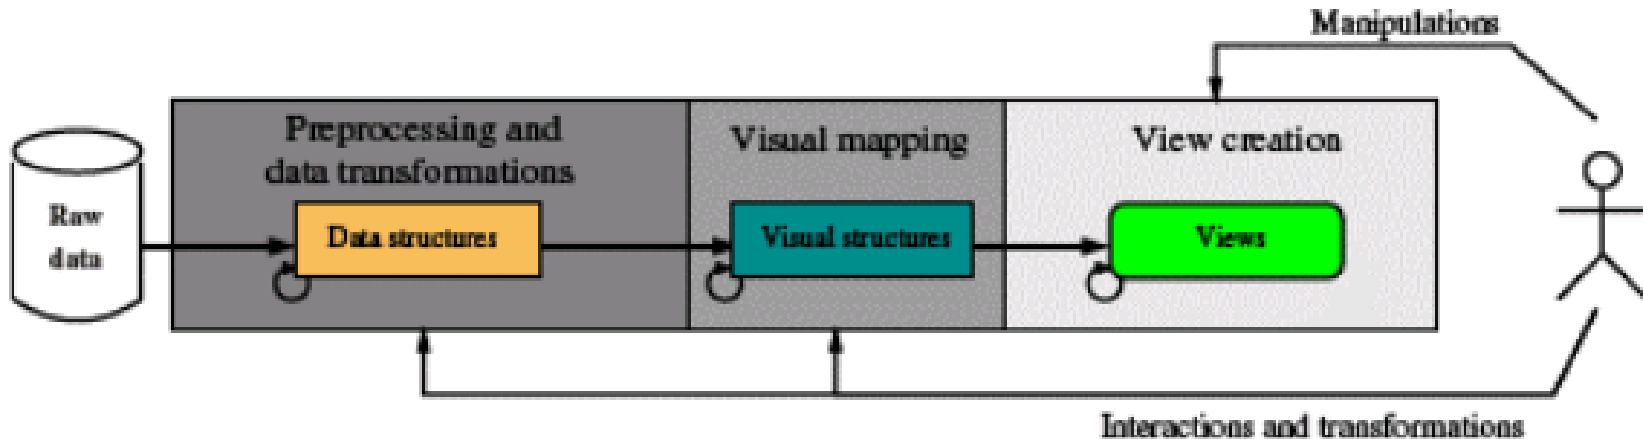 Manipulations
Preprocessing and
data transformations
Visual mapping
View creation
Raw
data
Data structures
Visual structures
Views
Interactions and transformations